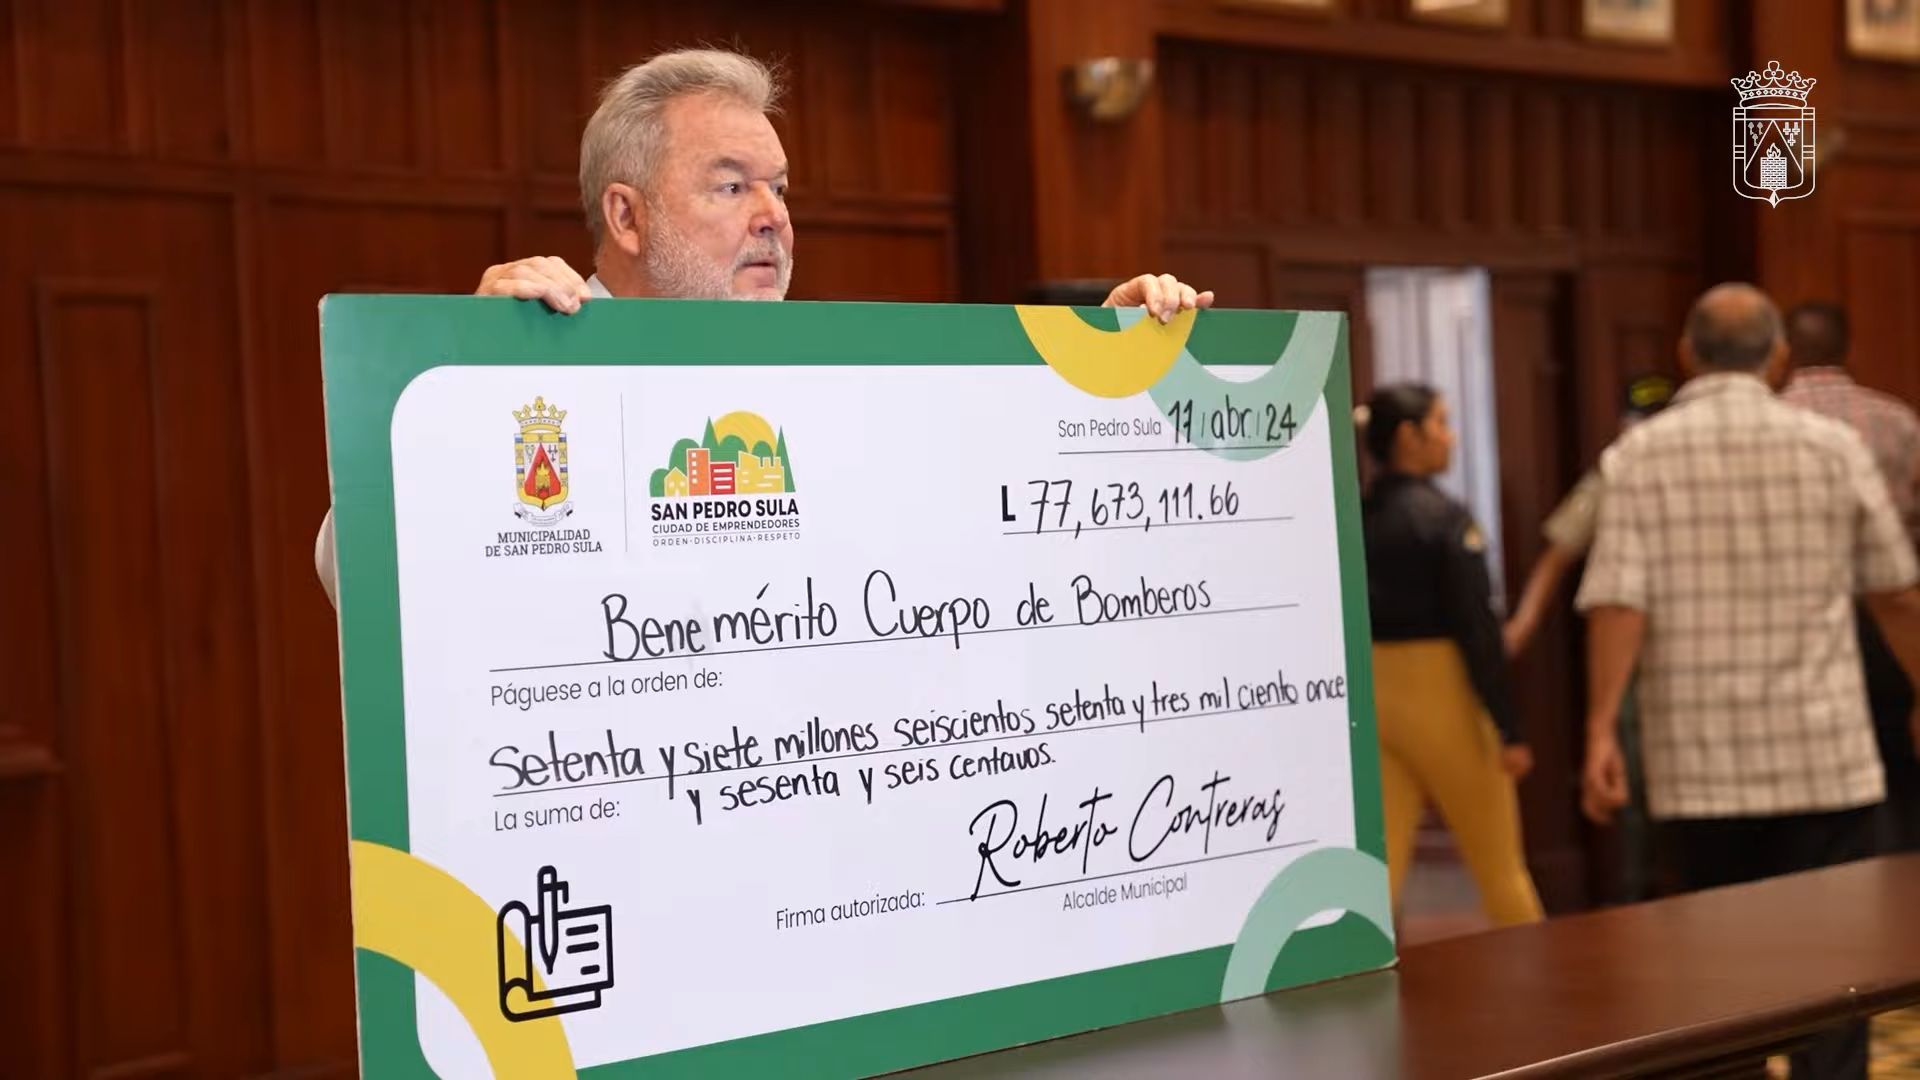 MUNICIPALIDAD
DE SAN PEDRO SULA
SAN PEDRO SULA
CIUDAD DE EMPRENDEDORES
ORDEN-DISCIPLINA-RESPETO
San Pedro Sula 11/abr./24
L 77,673,111.66
Benemérito Cuerpo de Bomberos
Páguese a la orden de:
Setenta y siete millones seiscientos setenta y tres mil ciento once
y sesenta y seis centavos.
La suma de:
Roberto Contreras
Firma autorizada:
Alcalde Municipal